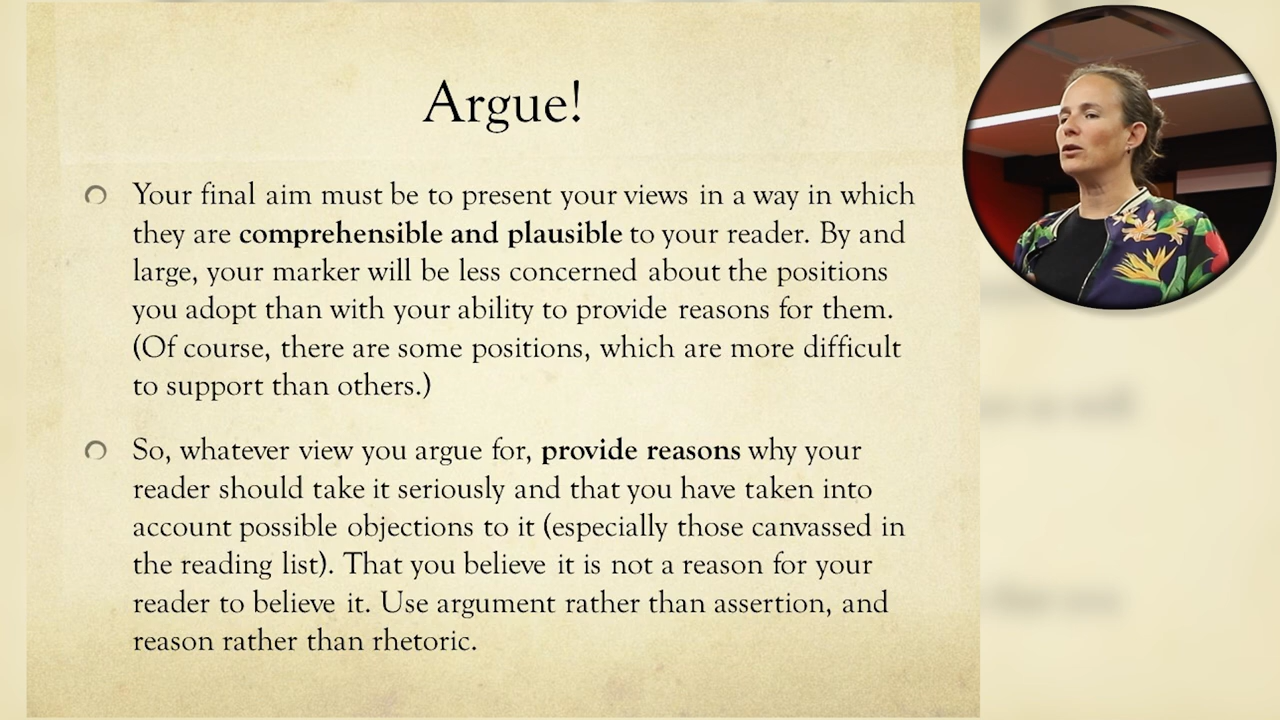 Argue!
Your final aim must be to present your views in a way in which
they are comprehensible and plausible to your reader. By and
large, your marker will be less concerned about the positions
you adopt than with your ability to provide reasons for them.
(Of course, there are some positions, which are more difficult
to support than others.)
So, whatever view you argue for, provide reasons why your
reader should take it seriously and that you have taken into
account possible objections to it (especially those canvassed in
the reading list). That you believe it is not a reason for your
reader to believe it. Use argument rather than assertion, and
reason rather than rhetoric.